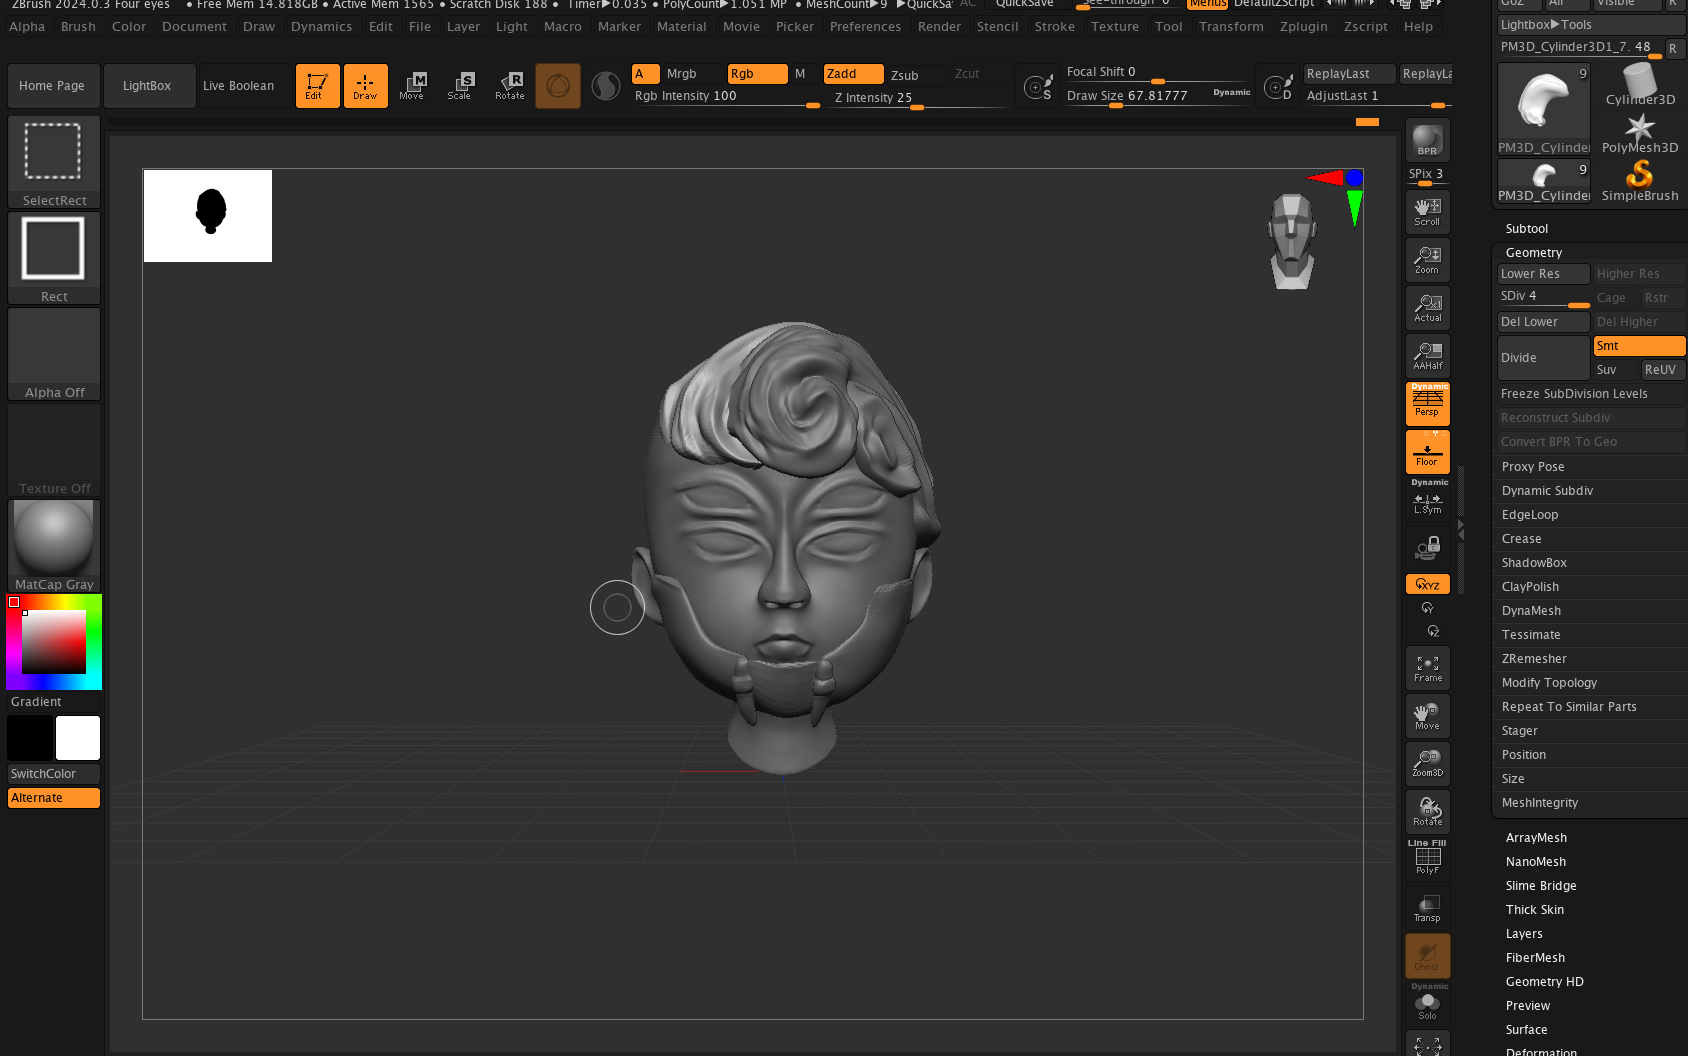 ZBrush 2024.0.3 Four eyes • Free Mem 14.818GB • Active Mem 1565 • Scratch Disk 188 • Timer▶0.035 • PolyCount▶1.051 MP • MeshCount▶9 ▶QuickSa AC QuickSave See-through 0 Menus DefaultZScript
Alpha Brush Color Document Draw Dynamics Edit File Layer Light Macro Marker Material Movie Picker Preferences Render Stencil Stroke Texture Tool Transform Zplugin Zscript Help
Home Page LightBox Live Boolean Edit Draw Move Scale Rotate
M S R
A Mrgb Rgb M Zadd Zsub Zcut
Rgb Intensity 100 Z Intensity 25
S Focal Shift 0
Draw Size 67.81777 Dynamic
D ReplayLast ReplayLa
AdjustLast 1
SelectRect
Rect
Alpha Off
Texture Off
MatCap Gray
Gradient
SwitchColor
Alternate
BPR
SPix 3
Scroll
Zoom
Actual
AAHalf
Dynamic
Persp
Floor
Dynamic
L.Sym
XYZ
Y
Z
Frame
Move
Zoom3D
Rotate
Line Fill
PolyF
Transp
Ghost
Dynamic
Solo
GoZ All Visible R
Lightbox▶Tools
PM3D_Cylinder3D1_7. 48 R
9
Cylinder3D
PM3D_Cylinder PolyMesh3D
9
PM3D_Cylinder SimpleBrush
Subtool
Geometry
Lower Res Higher Res
SDiv 4 Cage Rstr
Del Lower Del Higher
Divide Smt
Suv ReUV
Freeze SubDivision Levels
Reconstruct Subdiv
Convert BPR To Geo
Proxy Pose
Dynamic Subdiv
EdgeLoop
Crease
ShadowBox
ClayPolish
DynaMesh
Tessimate
ZRemesher
Modify Topology
Repeat To Similar Parts
Stager
Position
Size
MeshIntegrity
ArrayMesh
NanoMesh
Slime Bridge
Thick Skin
Layers
FiberMesh
Geometry HD
Preview
Surface
Deformation